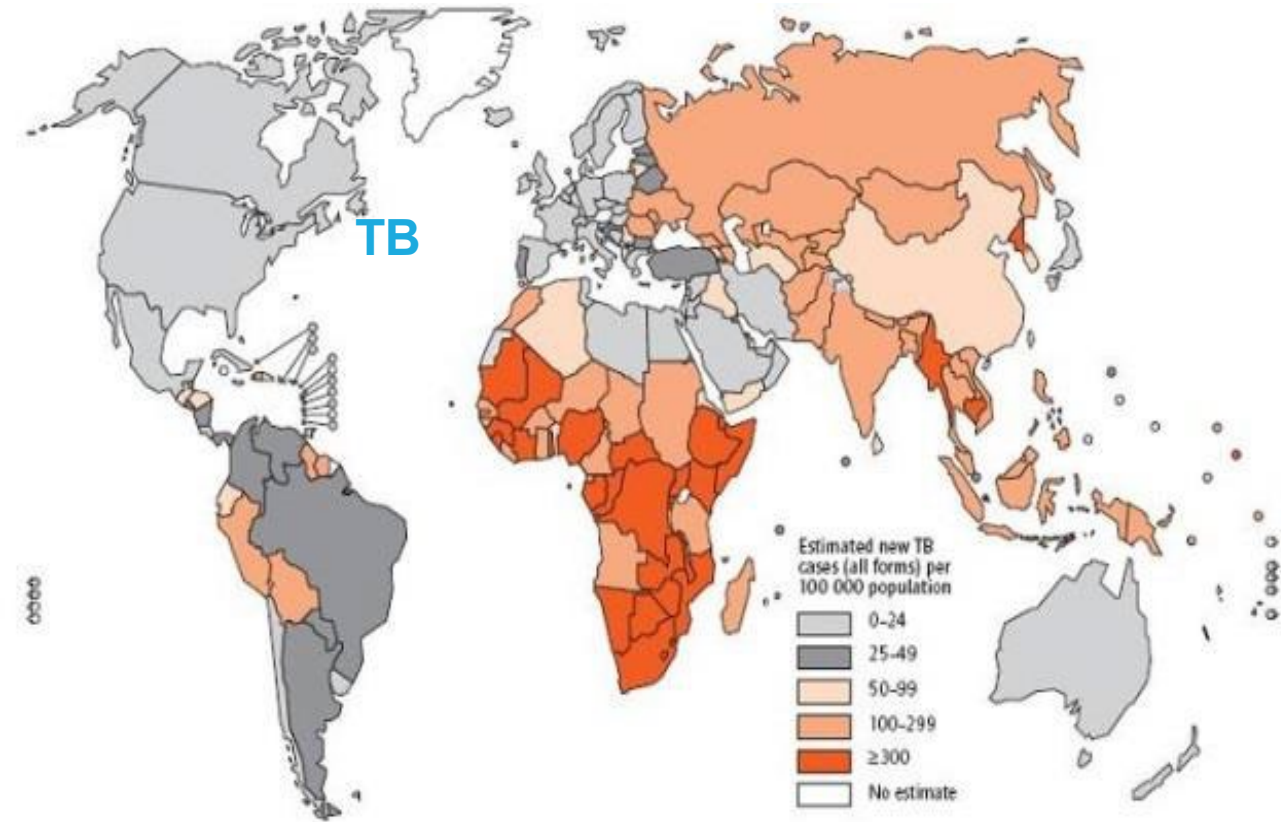 TB
Estimated new TB
cases (all forms) per
100 000 population
0–24
25–49
50–99
100–299
≥300
No estimate